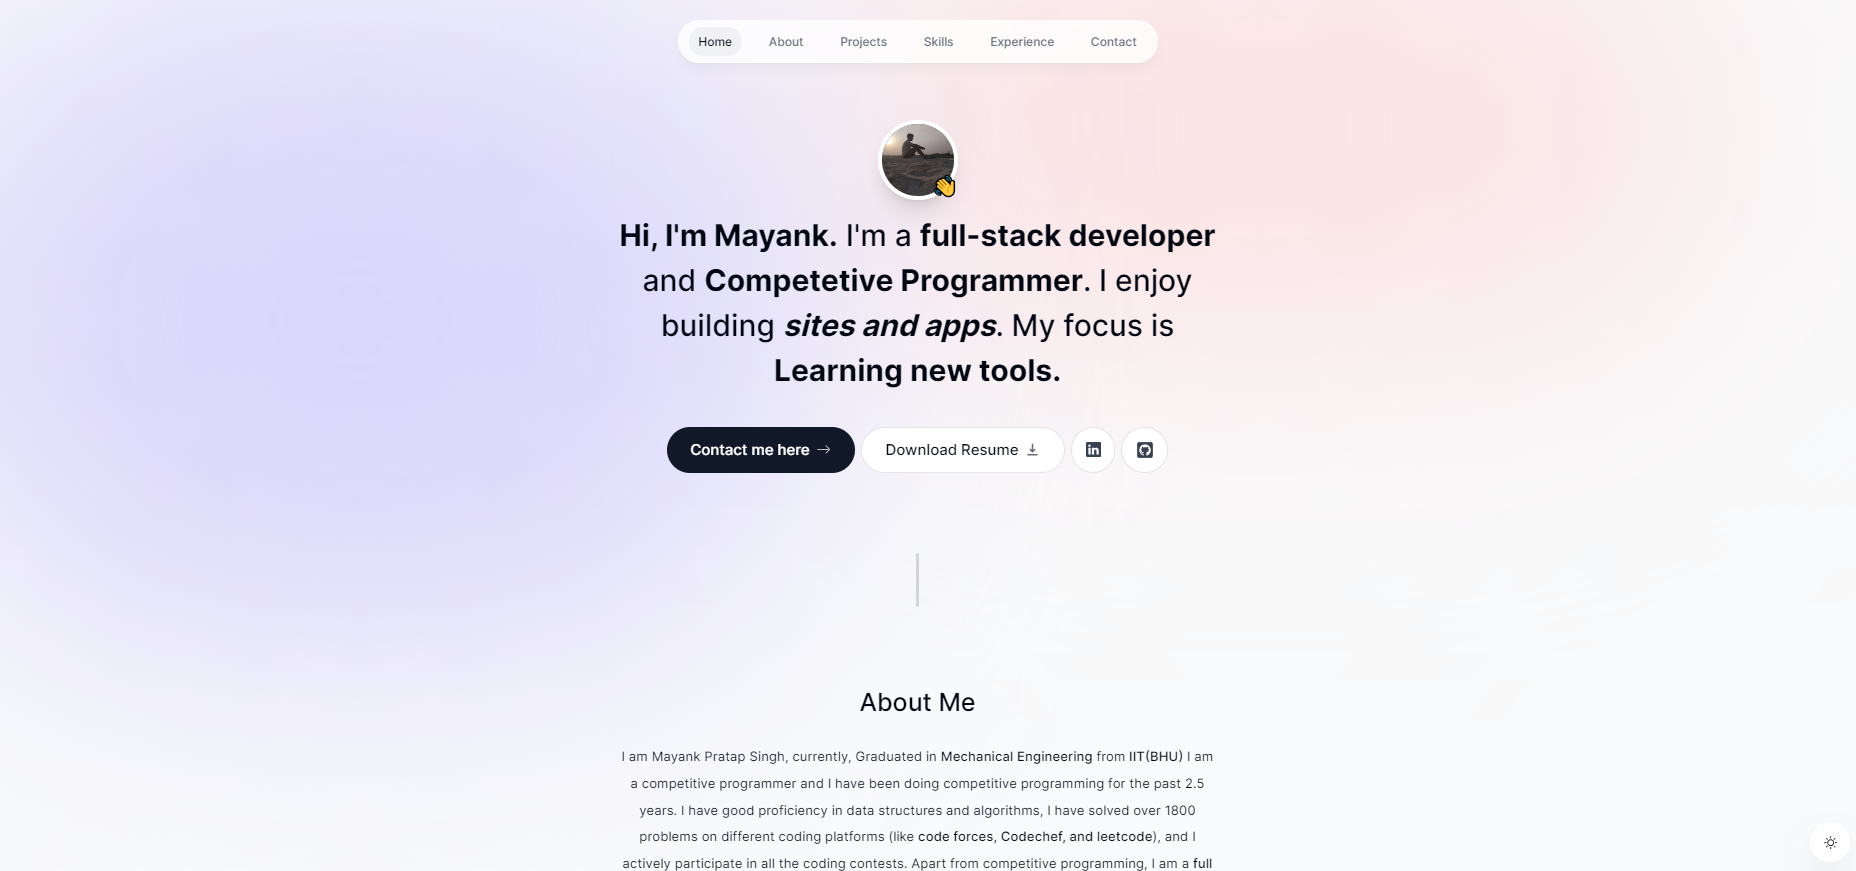 Home About Projects Skills Experience Contact
Hi, I'm Mayank. I'm a full-stack developer
and Competetive Programmer. I enjoy
building sites and apps. My focus is
Learning new tools.
Contact me here Download Resume
About Me
I am Mayank Pratap Singh, currently, Graduated in Mechanical Engineering from IIT(BHU) I am
a competitive programmer and I have been doing competitive programming for the past 2.5
years. I have good proficiency in data structures and algorithms, I have solved over 1800
problems on different coding platforms (like code forces, Codechef, and leetcode), and I
actively participate in all the coding contests. Apart from competitive programming, I am a full